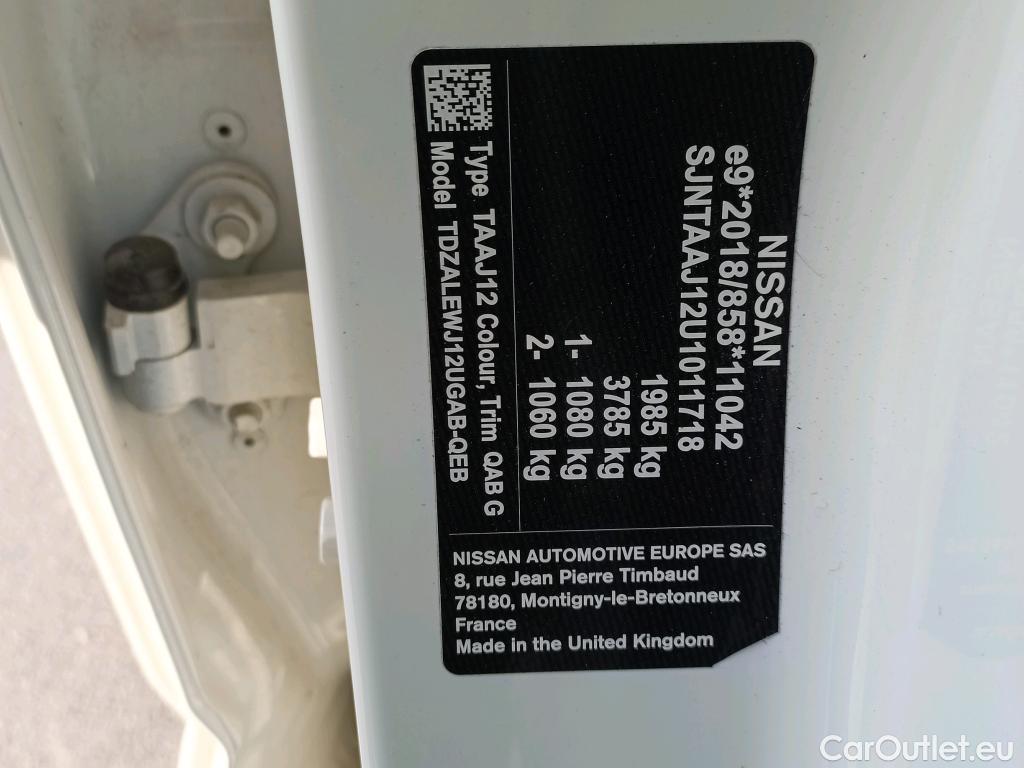 NISSAN
e9*2018/858*11042
SJNTAAJ12U1011718
1985 kg
3785 kg
1- 1080 kg
2- 1060 kg
Type TAAJ12 Colour, Trim QAB G
Model TDZALEWJ12UGAB-QEB
NISSAN AUTOMOTIVE EUROPE SAS
8, rue Jean Pierre Timbaud
78180, Montigny-le-Bretonneux
France
Made in the United Kingdom
CarOutlet.eu